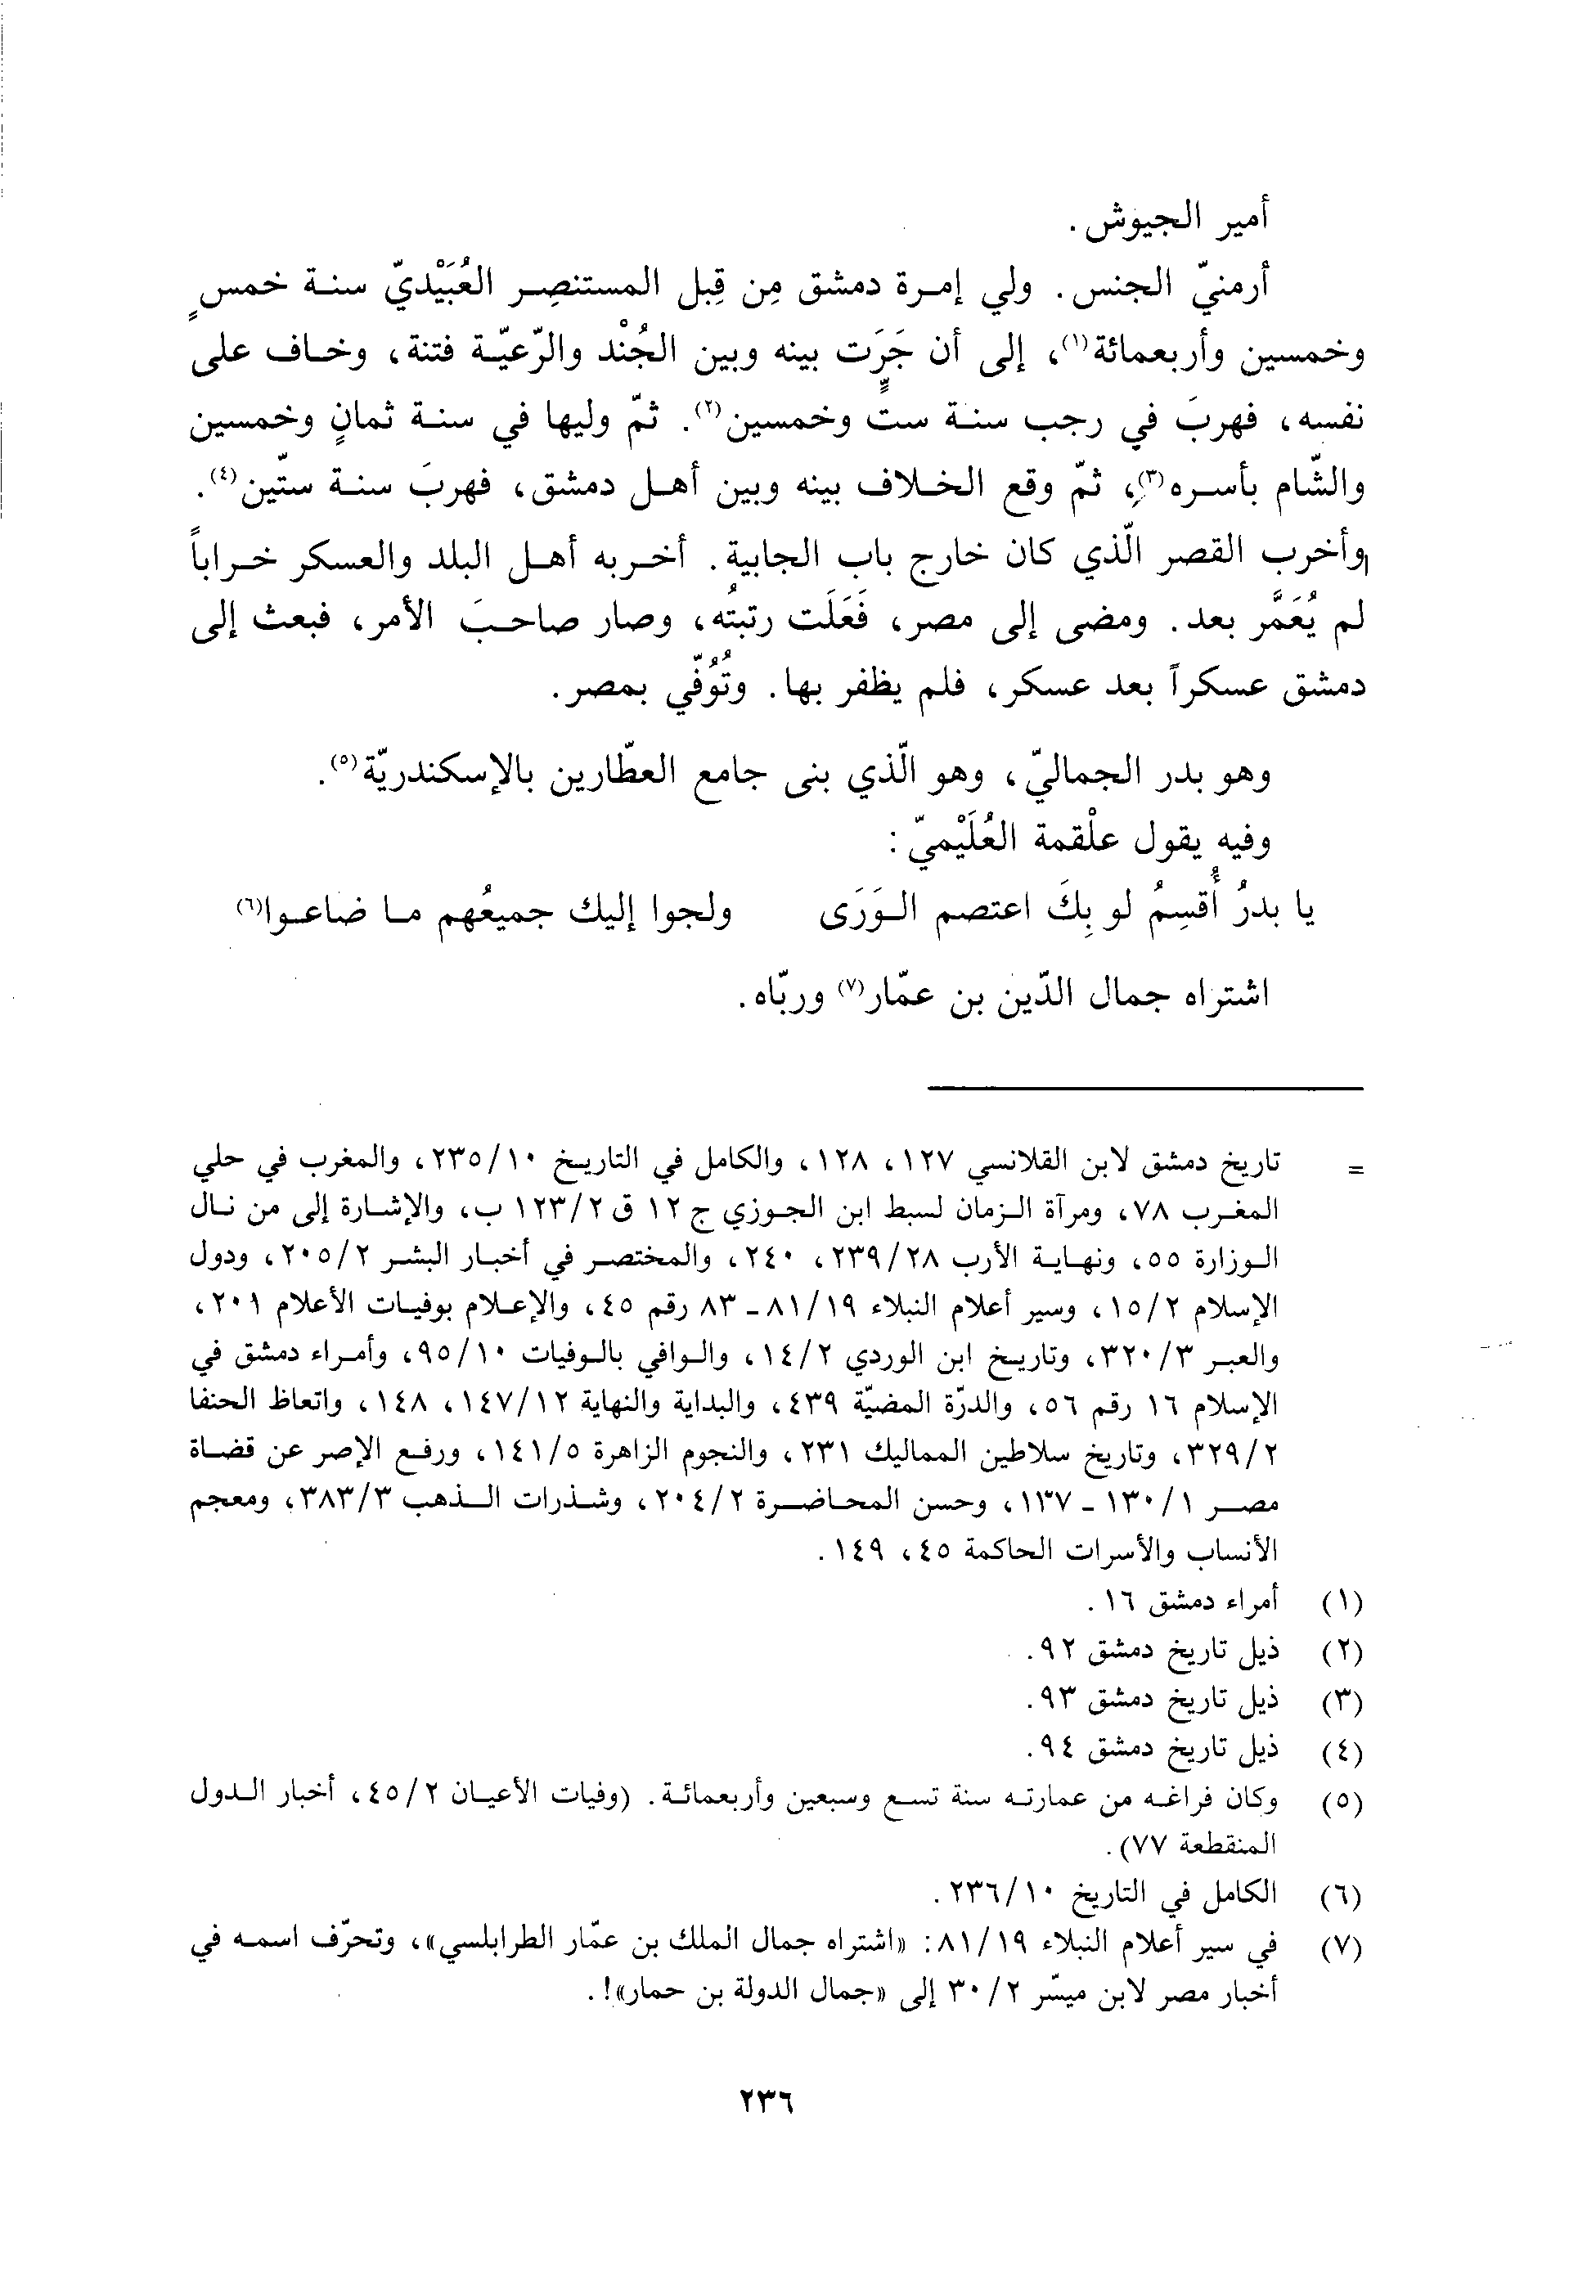 أمير الجيوش.
أرمنيّ الجنس. ولي إمرة دمشق مِن قِبل المستنصِر العُبَيْديّ سنة خمسٍ
وخمسين وأربعمائة(١)، إلى أن جَرَت بينه وبين الجُنْد والرّعيّة فتنة، وخاف على
نفسه، فهربَ في رجب سنة ستٍّ وخمسين(٢). ثمّ وليها في سنة ثمانٍ وخمسين
والشّام بأسره(٣)، ثمّ وقع الخلاف بينه وبين أهل دمشق، فهربَ سنة ستّين(٤).
وأخرب القصر الّذي كان خارج باب الجابية. أخربه أهل البلد والعسكر خراباً
لم يُعَمَّر بعد. ومضى إلى مصر، فَعَلَت رتبتُه، وصار صاحبَ الأمر، فبعث إلى
دمشق عسكراً بعد عسكر، فلم يظفر بها. وتُوُفّي بمصر.
وهو بدر الجماليّ، وهو الّذي بنى جامع العطّارين بالإسكندريّة(٥).
وفيه يقول علْقمة العُلَيْميّ:
يا بدرُ أُقسِمُ لو بِكَ اعتصم الوَرَى ولجوا إليك جميعُهم ما ضاعوا(٦)
اشتراه جمال الدّين بن عمّار(٧) وربّاه.
= تاريخ دمشق لابن القلانسي ١٢٧، ١٢٨، والكامل في التاريخ ٢٣٥/١٠، والمغرب في حلي
المغرب ٧٨، ومرآة الزمان لسبط ابن الجوزي ج ١٢ ق ١٢٣/٢ ب، والإشارة إلى من نال
الوزارة ٥٥، ونهاية الأرب ٢٣٩/٢٨، ٢٤٠، والمختصر في أخبار البشر ٢٠٥/٢، ودول
الإسلام ١٥/٢، وسير أعلام النبلاء ٨١/١٩ - ٨٣ رقم ٤٥، والإعلام بوفيات الأعلام ٢٠١،
والعبر ٣٢٠/٣، وتاريخ ابن الوردي ١٤/٢، والوافي بالوفيات ٩٥/١٠، وأمراء دمشق في
الإسلام ١٦ رقم ٥٦، والدرّة المضيّة ٤٣٩، والبداية والنهاية ١٤٧/١٢، ١٤٨، واتعاظ الحنفا
٣٢٩/٢، وتاريخ سلاطين المماليك ٢٣١، والنجوم الزاهرة ١٤١/٥، ورفع الإصر عن قضاة
مصر ١٣٠/١ - ١٣٧، وحسن المحاضرة ٢٠٤/٢، وشذرات الذهب ٣٨٣/٣، ومعجم
الأنساب والأسرات الحاكمة ٤٥، ١٤٩.
(١) أمراء دمشق ١٦.
(٢) ذيل تاريخ دمشق ٩٢.
(٣) ذيل تاريخ دمشق ٩٣.
(٤) ذيل تاريخ دمشق ٩٤.
(٥) وكان فراغه من عمارته سنة تسع وسبعين وأربعمائة. (وفيات الأعيان ٤٥/٢، أخبار الدول
المنقطعة ٧٧).
(٦) الكامل في التاريخ ٢٣٦/١٠.
(٧) في سير أعلام النبلاء ٨١/١٩: «اشتراه جمال الملك بن عمّار الطرابلسي»، وتحرّف اسمه في
أخبار مصر لابن ميسّر ٣٠/٢ إلى «جمال الدولة بن حمار»!.
٢٣٦